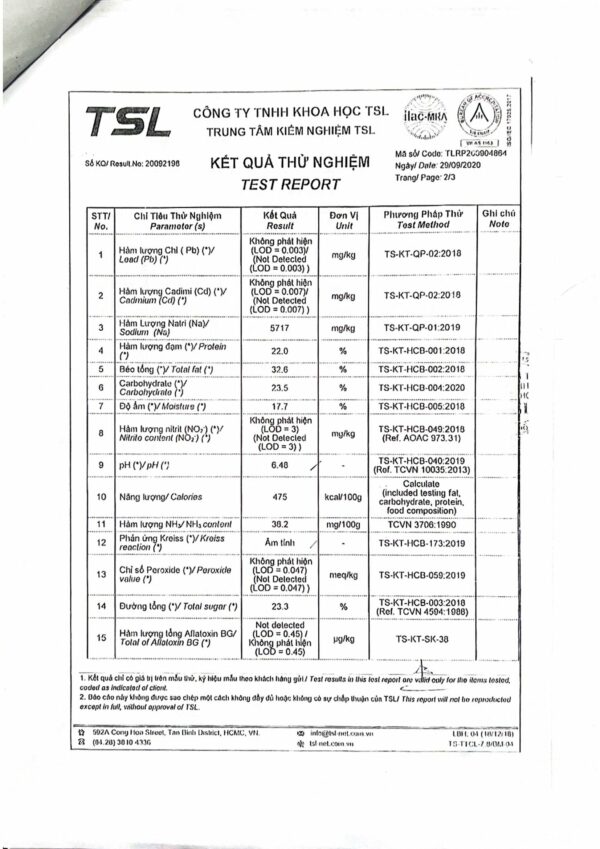 TSL
CÔNG TY TNHH KHOA HỌC TSL
TRUNG TÂM KIỂM NGHIỆM TSL
ilac-MRA
BUREAU OF ACCREDITATION
VIETNAM
ISO/IEC 17025:2017
Số KQ/ Result.No: 20092198
KẾT QUẢ THỬ NGHIỆM
TEST REPORT
Mã số/ Code: TLRP200904864
Ngày/ Date: 29/09/2020
Trang/ Page: 2/3
STT/ No. Chỉ Tiêu Thử Nghiệm Parameter (s) Kết Quả Result Đơn Vị Unit Phương Pháp Thử Test Method Ghi chú Note
1 Hàm lượng Chì ( Pb) (*)/ Lead (Pb) (*) Không phát hiện (LOD = 0.003)/ (Not Detected (LOD = 0.003) ) mg/kg TS-KT-QP-02:2018
2 Hàm lượng Cadimi (Cd) (*)/ Cadmium (Cd) (*) Không phát hiện (LOD = 0.007)/ (Not Detected (LOD = 0.007) ) mg/kg TS-KT-QP-02:2018
3 Hàm Lượng Natri (Na)/ Sodium (Na) 5717 mg/kg TS-KT-QP-01:2019
4 Hàm lượng đạm (*)/ Protein (*) 22.0 % TS-KT-HCB-001:2018
5 Béo tổng (*)/ Total fat (*) 32.6 % TS-KT-HCB-002:2018
6 Carbohydrate (*)/ Carbohydrate (*) 23.5 % TS-KT-HCB-004:2020
7 Độ ẩm (*)/ Moisture (*) 17.7 % TS-KT-HCB-005:2018
8 Hàm lượng nitrit (NO₂⁻) (*)/ Nitrite content (NO₂⁻) (*) Không phát hiện (LOD = 3) (Not Detected (LOD = 3) ) mg/kg TS-KT-HCB-049:2018 (Ref. AOAC 973.31)
9 pH (*)/ pH (*) 6.48 - TS-KT-HCB-040:2019 (Ref. TCVN 10035:2013)
10 Năng lượng/ Calories 475 kcal/100g Calculate (included testing fat, carbohydrate, protein, food composition)
11 Hàm lượng NH₃/ NH₃ content 36.2 mg/100g TCVN 3706:1990
12 Phản ứng Kreiss (*)/ Kreiss reaction (*) Âm tính - TS-KT-HCB-173:2019
13 Chỉ số Peroxide (*)/ Peroxide value (*) Không phát hiện (LOD = 0.047) (Not Detected (LOD = 0.047) ) meq/kg TS-KT-HCB-059:2019
14 Đường tổng (*)/ Total sugar (*) 23.3 % TS-KT-HCB-003:2018 (Ref. TCVN 4594:1988)
15 Hàm lượng tổng Aflatoxin BG/ Total of Aflatoxin BG (*) Not detected (LOD = 0.45) / Không phát hiện (LOD = 0.45) µg/kg TS-KT-SK-38
1. Kết quả chỉ có giá trị trên mẫu thử, ký hiệu mẫu theo khách hàng gửi / Test results in this test report are valid only for the items tested,
coded as indicated of client.
2. Báo cáo này không được sao chép một cách không đầy đủ hoặc không có sự chấp thuận của TSL/ This report will not be reproduced
except in full, without approval of TSL.
592A Cong Hoa Street, Tan Binh District, HCMC, VN. info@tsl-net.com.vn LBH: 04 (18/12/18)
(84.28) 3010 4336 tsl-net.com.vn